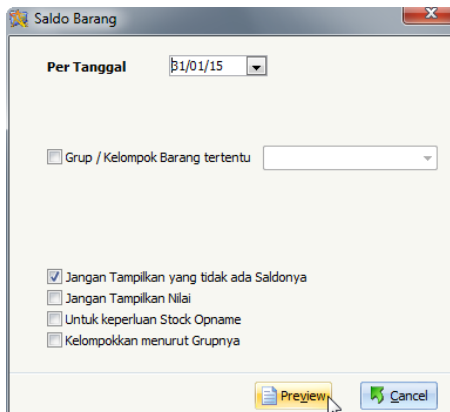 Saldo Barang
Per Tanggal 31/01/15
Grup / Kelompok Barang tertentu
Jangan Tampilkan yang tidak ada Saldonya
Jangan Tampilkan Nilai
Untuk keperluan Stock Opname
Kelompokkan menurut Grupnya
Preview Cancel